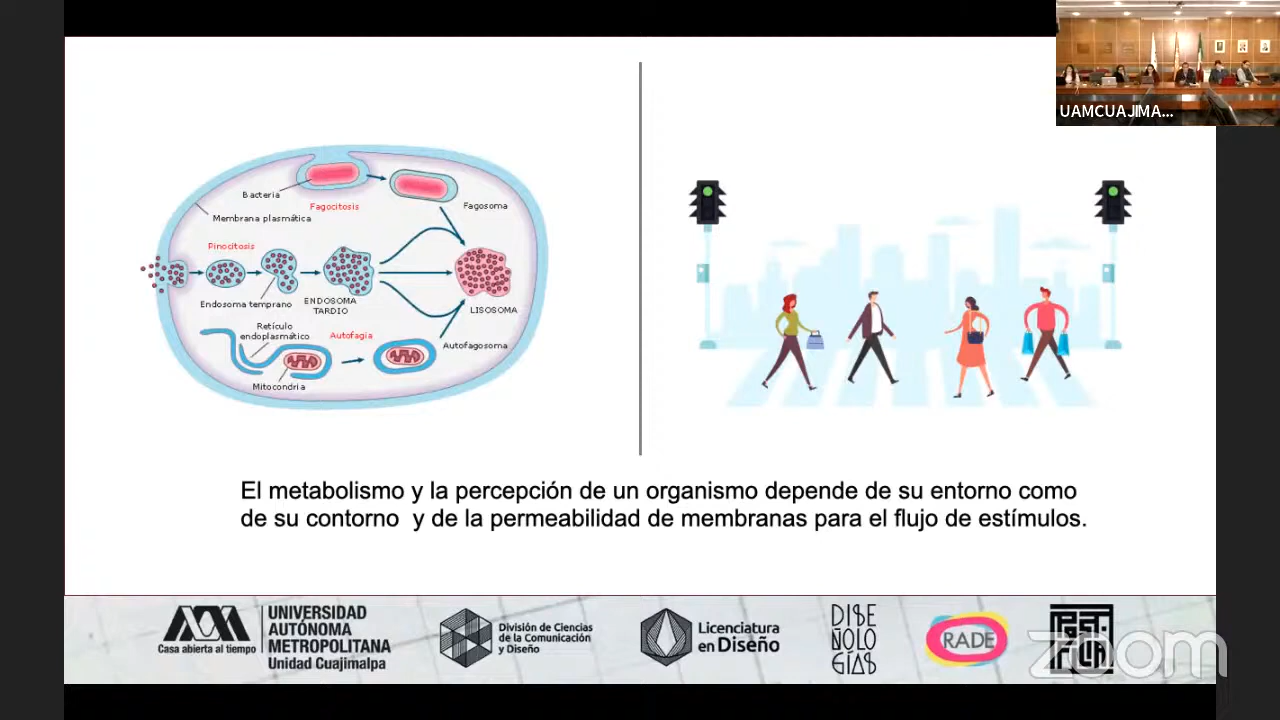 UAMCUAJIMA...
Bacteria
Fagocitosis
Fagosoma
Membrana plasmática
Pinocitosis
Endosoma temprano
ENDOSOMA
TARDIO
LISOSOMA
Retículo
endoplasmático
Autofagia
Autofagosoma
Mitocondria
El metabolismo y la percepción de un organismo depende de su entorno como
de su contorno y de la permeabilidad de membranas para el flujo de estímulos.
Casa abierta al tiempo
UNIVERSIDAD
AUTÓNOMA
METROPOLITANA
Unidad Cuajimalpa
División de Ciencias
de la Comunicación
y Diseño
Licenciatura
en Diseño
DISE
ÑOLO
GÍAS
RADE
zoom